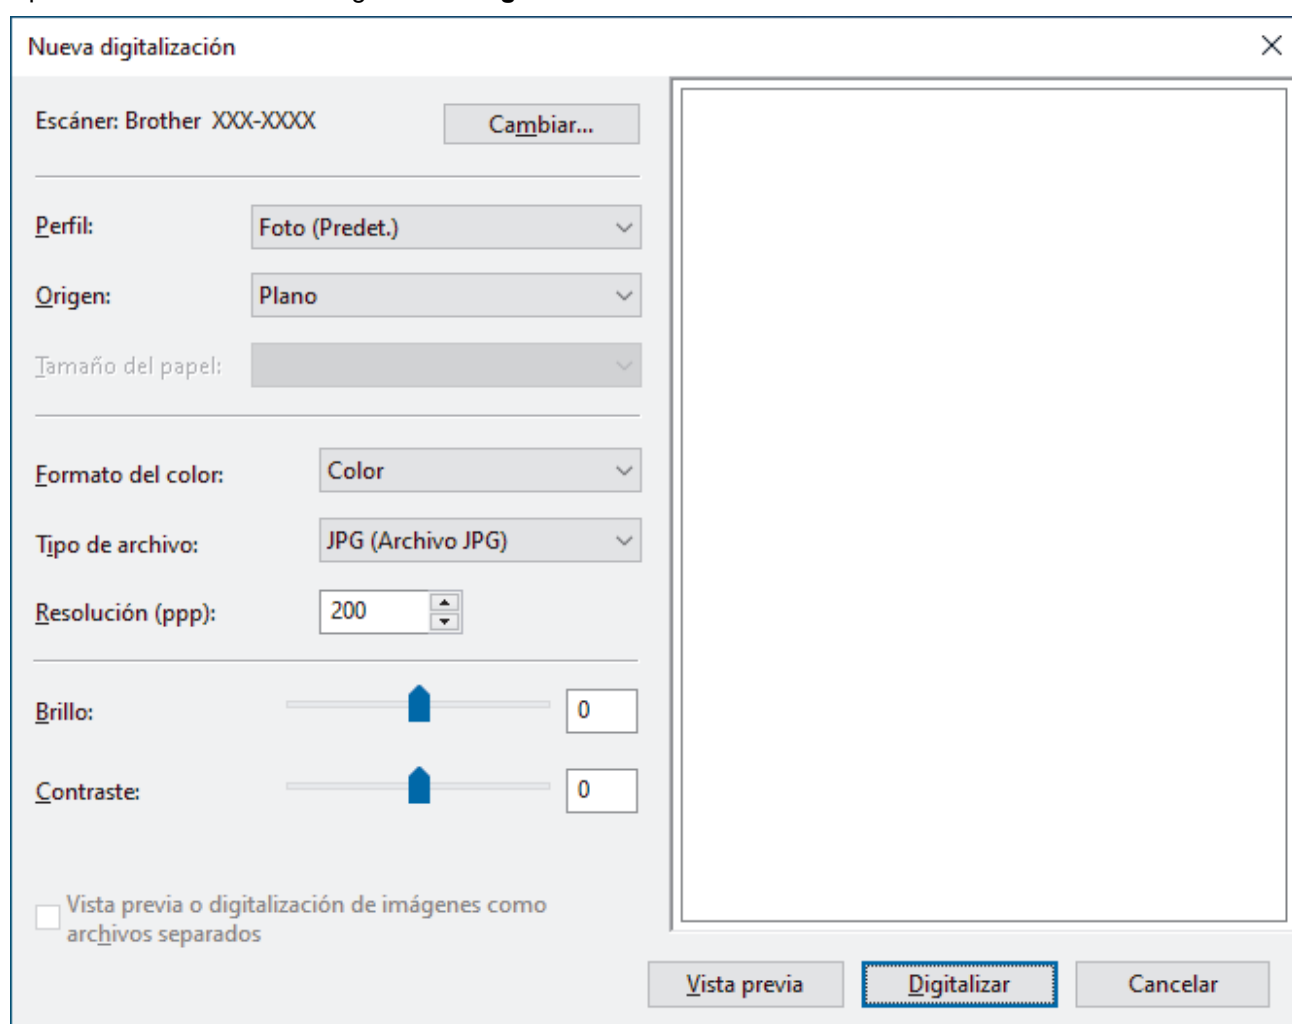 Nueva digitalización
Escáner: Brother XXX-XXXX
Cambiar...
Perfil:
Foto (Predet.)
Origen:
Plano
Tamaño del papel:
Formato del color:
Color
Tipo de archivo:
JPG (Archivo JPG)
Resolución (ppp):
200
Brillo:
0
Contraste:
0
Vista previa o digitalización de imágenes como
archivos separados
Vista previa
Digitalizar
Cancelar